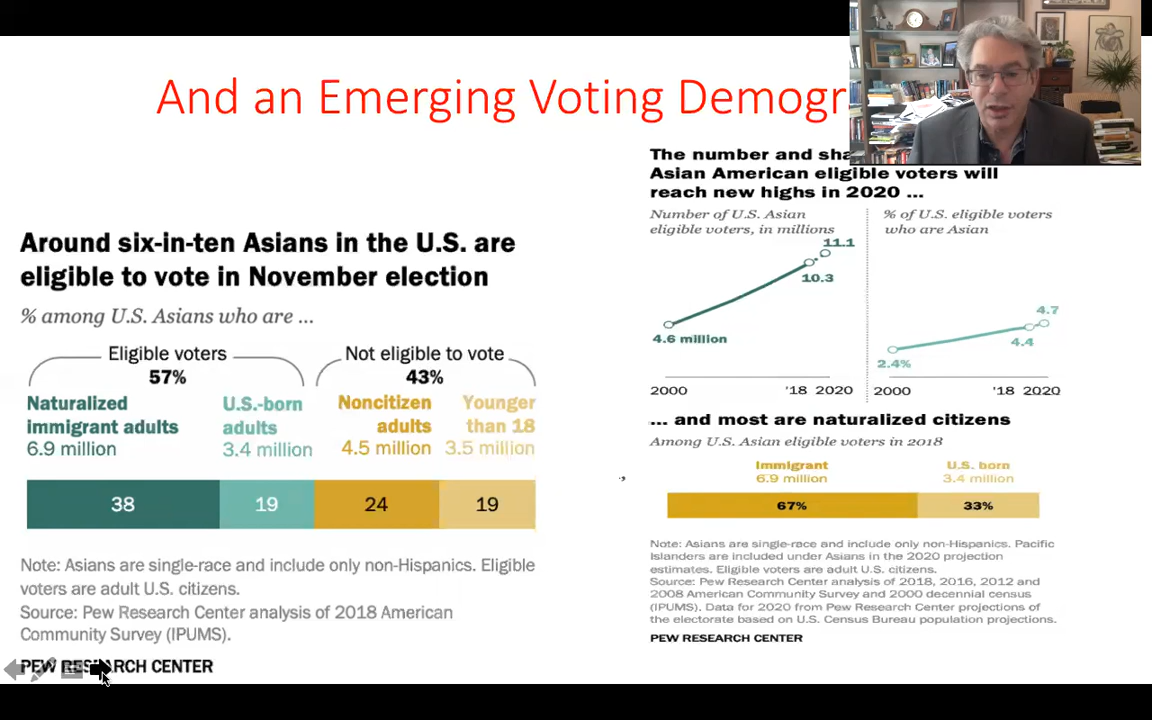 And an Emerging Voting Demogr
Around six-in-ten Asians in the U.S. are
eligible to vote in November election
% among U.S. Asians who are ...
Eligible voters
57%
Not eligible to vote
43%
Naturalized
immigrant adults
6.9 million
U.S.-born
adults
3.4 million
Noncitizen
adults
4.5 million
Younger
than 18
3.5 million
38 19 24 19
Note: Asians are single-race and include only non-Hispanics. Eligible
voters are adult U.S. citizens.
Source: Pew Research Center analysis of 2018 American
Community Survey (IPUMS).
PEW RESEARCH CENTER
The number and sha
Asian American eligible voters will
reach new highs in 2020 ...
Number of U.S. Asian
eligible voters, in millions
11.1
10.3
4.6 million
2000 '18 2020
% of U.S. eligible voters
who are Asian
4.7
4.4
2.4%
2000 '18 2020
... and most are naturalized citizens
Among U.S. Asian eligible voters in 2018
Immigrant
6.9 million
U.S. born
3.4 million
67% 33%
Note: Asians are single-race and include only non-Hispanics. Pacific
Islanders are included under Asians in the 2020 projection
estimates. Eligible voters are adult U.S. citizens.
Source: Pew Research Center analysis of 2018, 2016, 2012 and
2008 American Community Survey and 2000 decennial census
(IPUMS). Data for 2020 from Pew Research Center projections of
the electorate based on U.S. Census Bureau population projections.
PEW RESEARCH CENTER